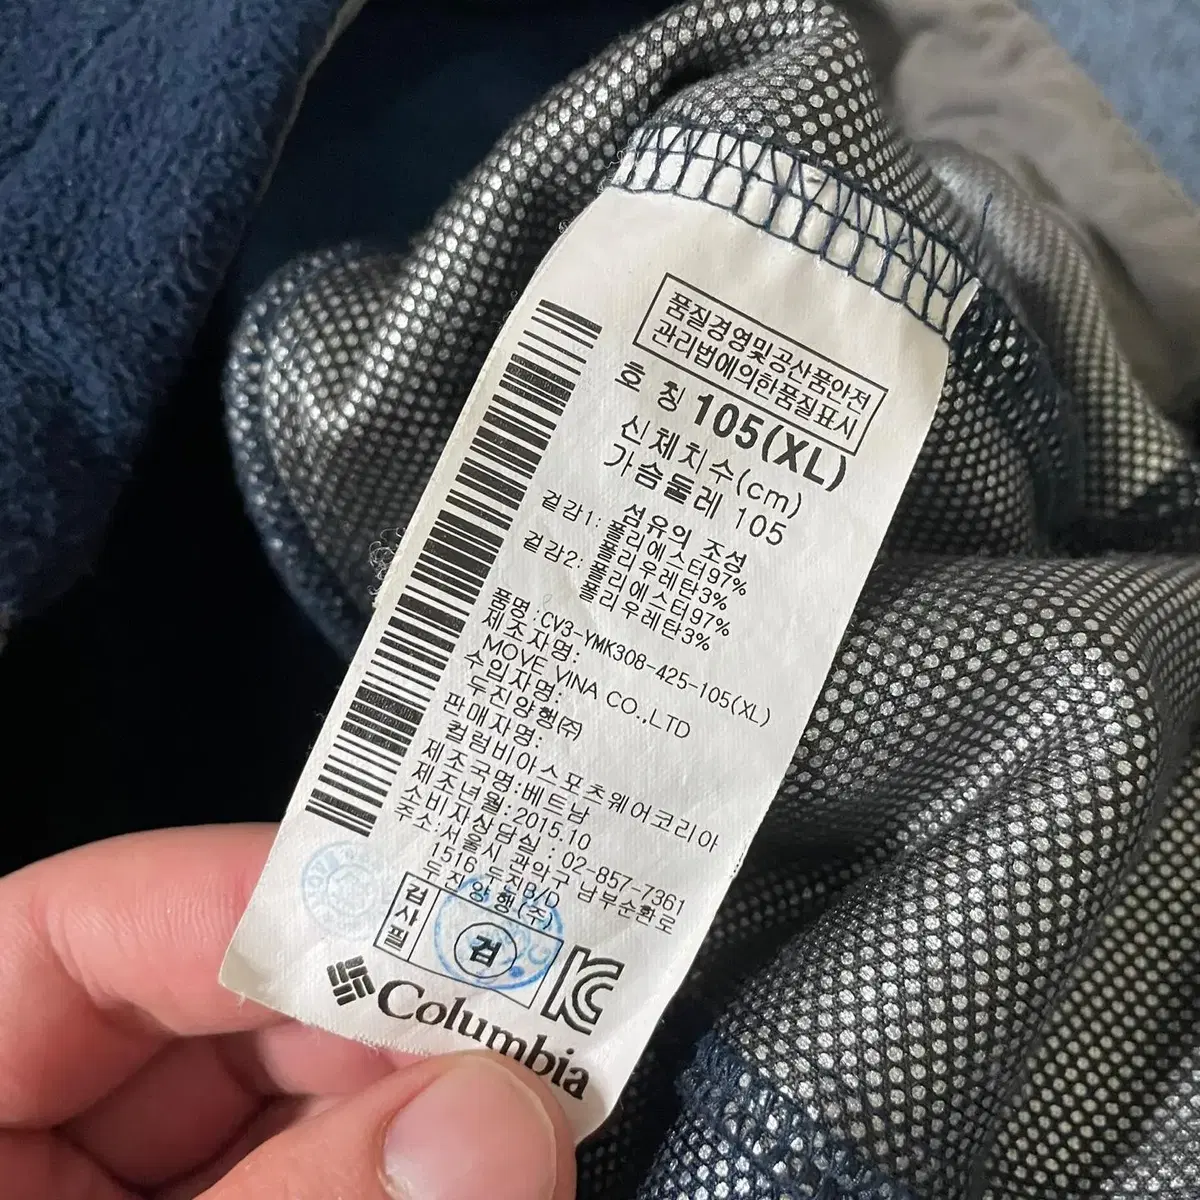 품질경영및공산품안전
관리법에의한품질표시
호 칭 105(XL)
신체치수(cm)
가슴둘레 105
섬유의 조성
겉감1: 폴리에스터97%
폴리우레탄3%
겉감2: 폴리에스터97%
폴리우레탄3%
품명:CV3-YMK308-425-105(XL)
제조자명:
MOVE VINA CO.,LTD
수입자명:
두진양행㈜
판매자명:
컬럼비아스포츠웨어코리아
제조국명:베트남
제조년월:2015.10
소비자상담실:02-857-7361
주소:서울시 관악구 남부순환로
1516 두진B/D
두진양행(주)
검사필
검
Columbia